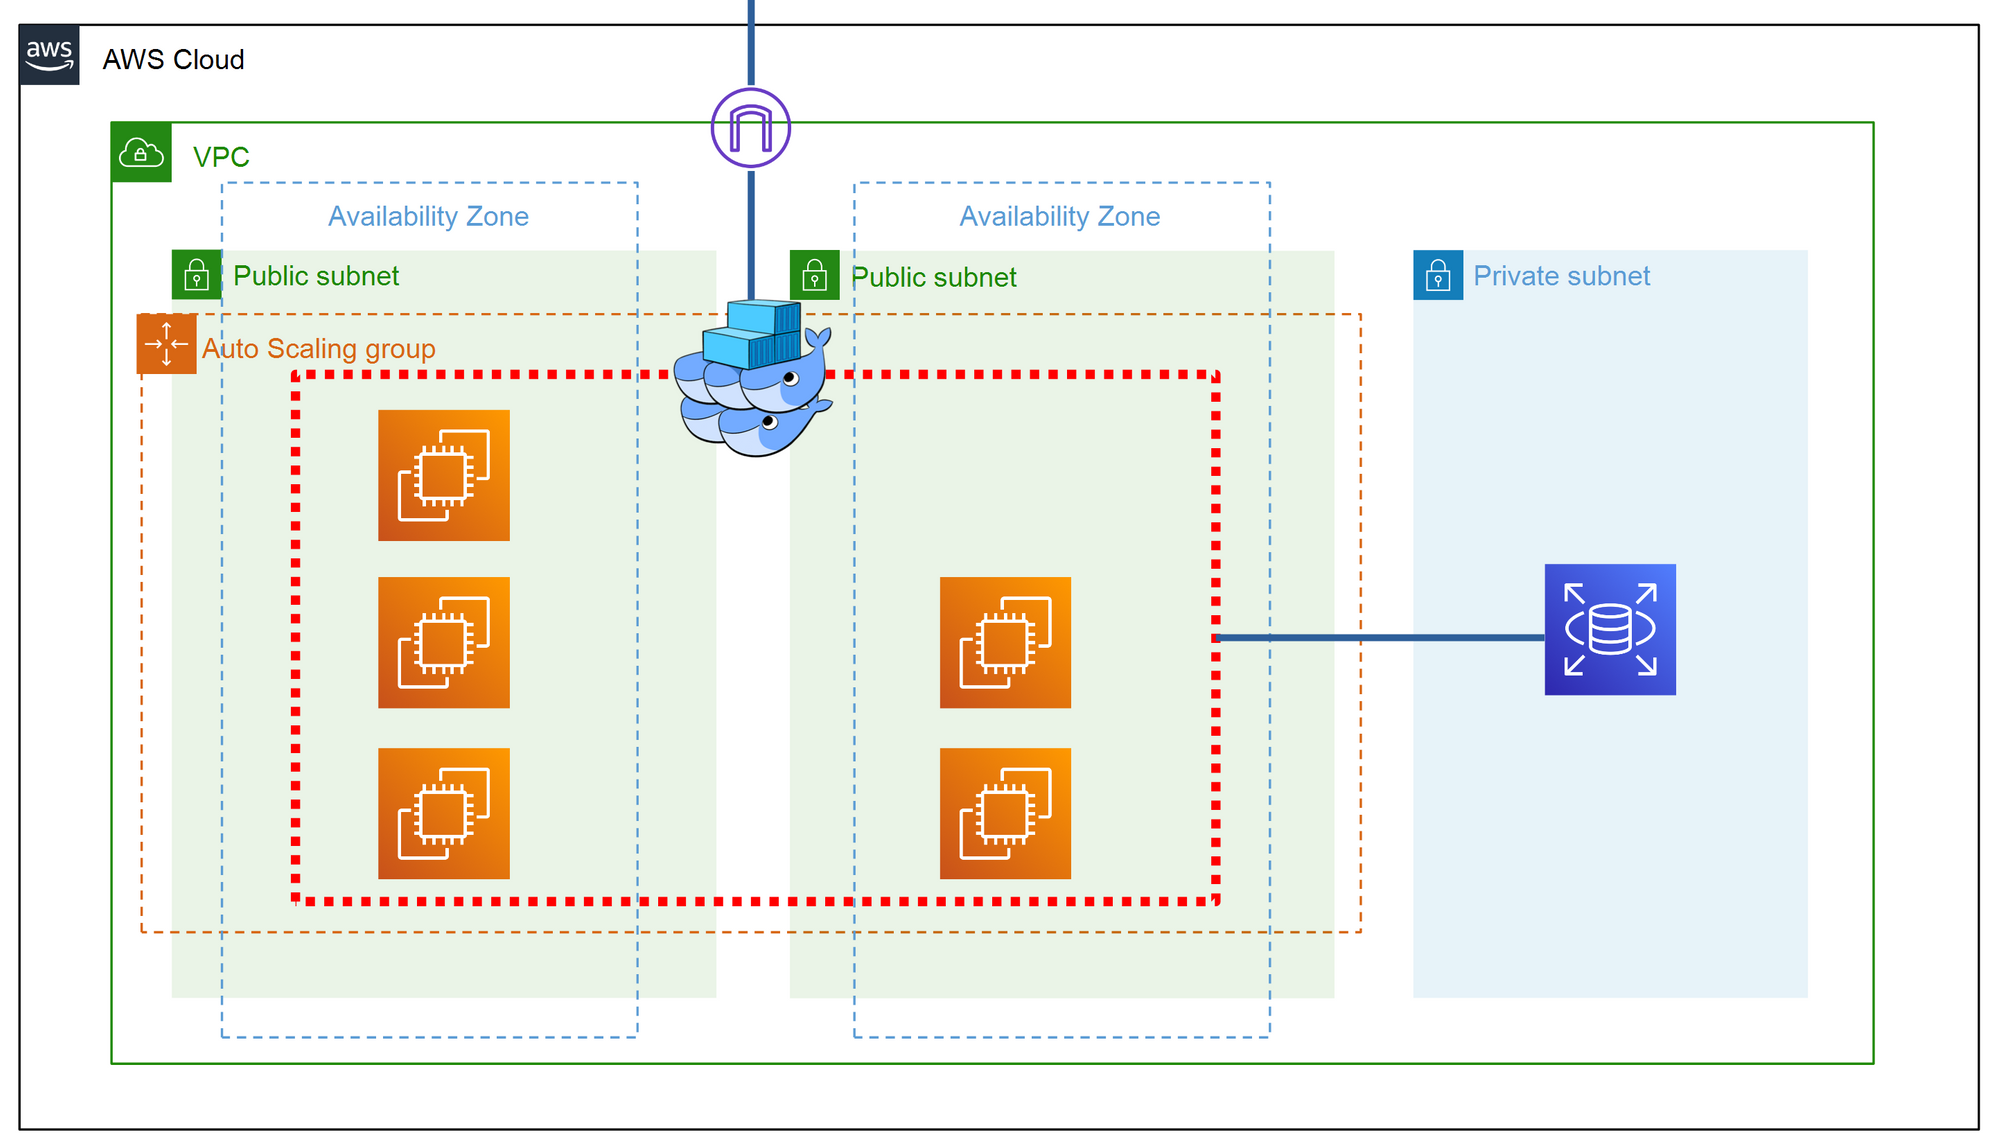 aws
AWS Cloud
VPC
Availability Zone
Availability Zone
Public subnet
Public subnet
Private subnet
Auto Scaling group